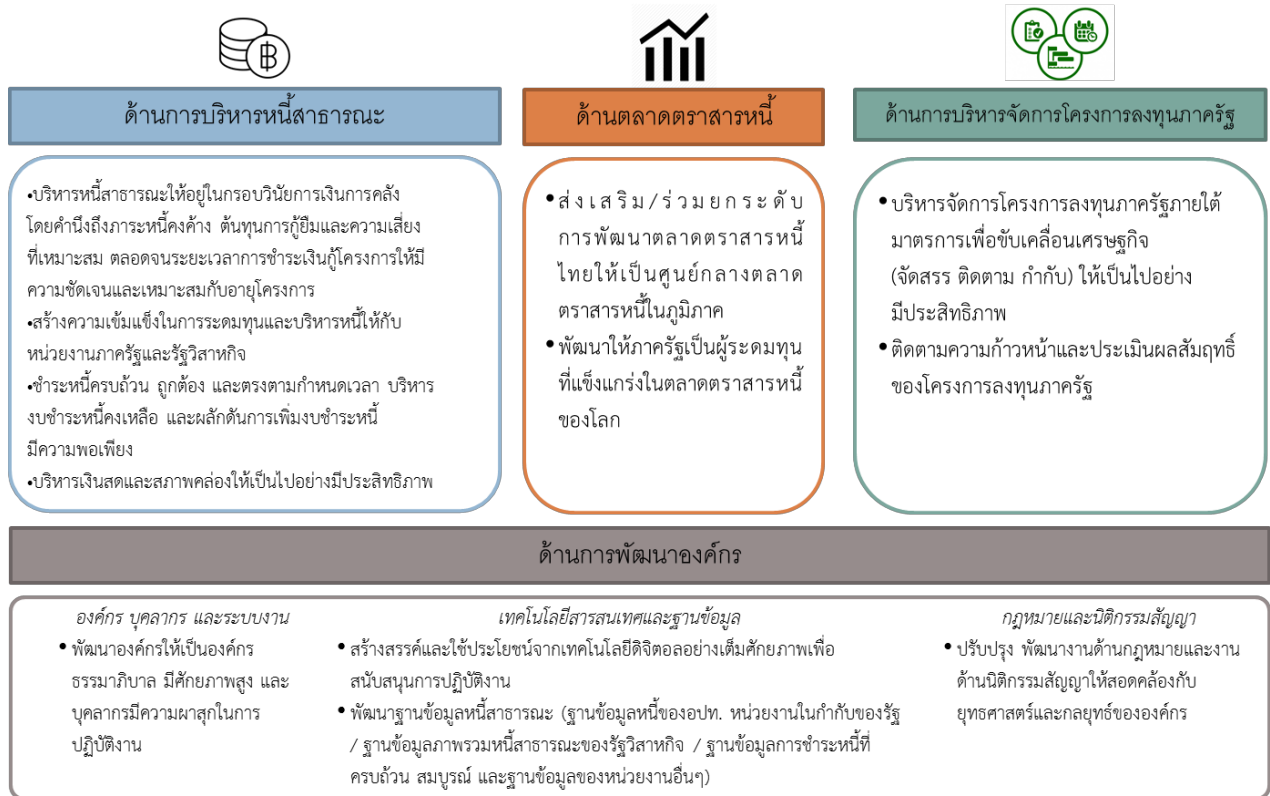 ด้านการบริหารหนี้สาธารณะ
•บริหารหนี้สาธารณะให้อยู่ในกรอบวินัยการเงินการคลัง
โดยคำนึงถึงภาระหนี้คงค้าง ต้นทุนการกู้ยืมและความเสี่ยง
ที่เหมาะสม ตลอดจนระยะเวลาการชำระเงินกู้โครงการให้มี
ความชัดเจนและเหมาะสมกับอายุโครงการ
•สร้างความเข้มแข็งในการระดมทุนและบริหารหนี้ให้กับ
หน่วยงานภาครัฐและรัฐวิสาหกิจ
•ชำระหนี้ครบถ้วน ถูกต้อง และตรงตามกำหนดเวลา บริหาร
งบชำระหนี้คงเหลือ และผลักดันการเพิ่มงบชำระหนี้
มีความพอเพียง
•บริหารเงินสดและสภาพคล่องให้เป็นไปอย่างมีประสิทธิภาพ
ด้านตลาดตราสารหนี้
•ส่งเสริม/ร่วมยกระดับ
การพัฒนาตลาดตราสารหนี้
ไทยให้เป็นศูนย์กลางตลาด
ตราสารหนี้ในภูมิภาค
•พัฒนาให้ภาครัฐเป็นผู้ระดมทุน
ที่แข็งแกร่งในตลาดตราสารหนี้
ของโลก
ด้านการบริหารจัดการโครงการลงทุนภาครัฐ
•บริหารจัดการโครงการลงทุนภาครัฐภายใต้
มาตรการเพื่อขับเคลื่อนเศรษฐกิจ
(จัดสรร ติดตาม กำกับ) ให้เป็นไปอย่าง
มีประสิทธิภาพ
•ติดตามความก้าวหน้าและประเมินผลสัมฤทธิ์
ของโครงการลงทุนภาครัฐ
ด้านการพัฒนาองค์กร
องค์กร บุคลากร และระบบงาน
•พัฒนาองค์กรให้เป็นองค์กร
ธรรมาภิบาล มีศักยภาพสูง และ
บุคลากรมีความผาสุกในการ
ปฏิบัติงาน
เทคโนโลยีสารสนเทศและฐานข้อมูล
•สร้างสรรค์และใช้ประโยชน์จากเทคโนโลยีดิจิตอลอย่างเต็มศักยภาพเพื่อ
สนับสนุนการปฏิบัติงาน
•พัฒนาฐานข้อมูลหนี้สาธารณะ (ฐานข้อมูลหนี้ของอปท. หน่วยงานในกำกับของรัฐ
/ ฐานข้อมูลภาพรวมหนี้สาธารณะของรัฐวิสาหกิจ / ฐานข้อมูลการชำระหนี้ที่
ครบถ้วน สมบูรณ์ และฐานข้อมูลของหน่วยงานอื่นๆ)
กฎหมายและนิติกรรมสัญญา
•ปรับปรุง พัฒนางานด้านกฎหมายและงาน
ด้านนิติกรรมสัญญาให้สอดคล้องกับ
ยุทธศาสตร์และกลยุทธ์ขององค์กร